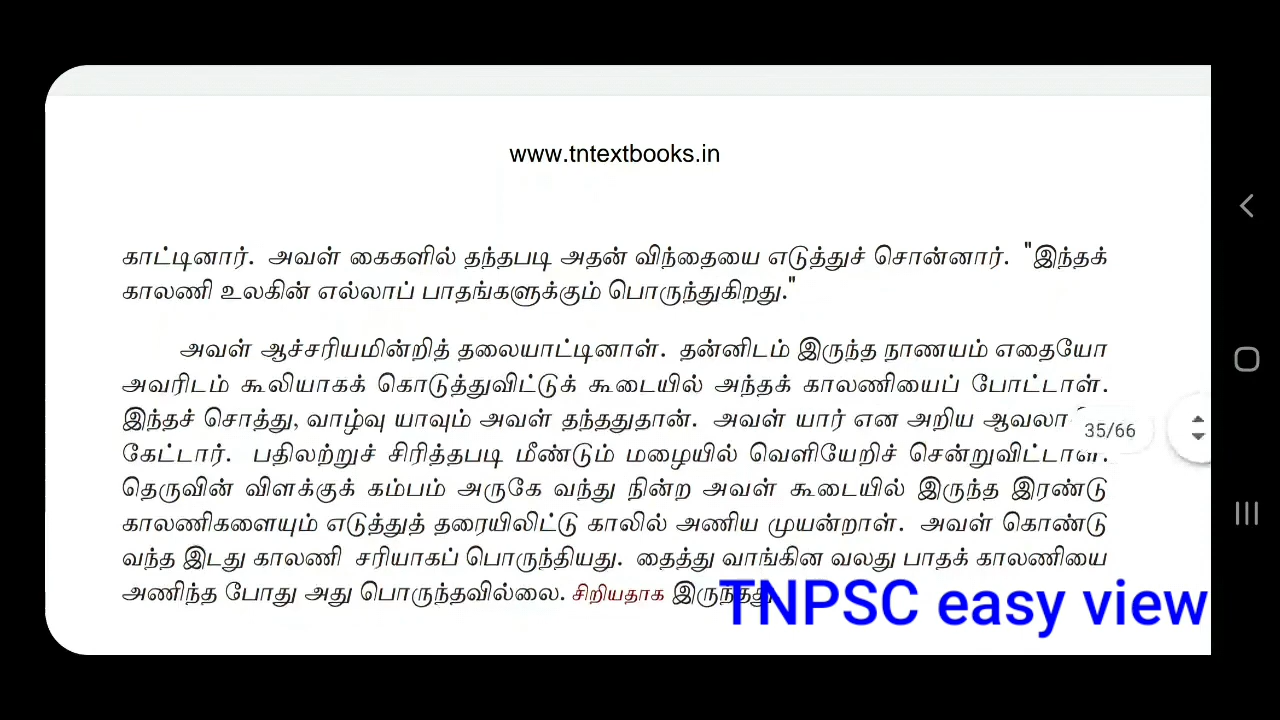 www.tntextbooks.in
காட்டினார். அவள் கைகளில் தந்தபடி அதன் விந்தையை எடுத்துச் சொன்னார். "இந்தக்
காலணி உலகின் எல்லாப் பாதங்களுக்கும் பொருந்துகிறது."
அவள் ஆச்சரியமின்றித் தலையாட்டினாள். தன்னிடம் இருந்த நாணயம் எதையோ
அவரிடம் கூலியாகக் கொடுத்துவிட்டுக் கூடையில் அந்தக் காலணியைப் போட்டாள்.
இந்தச் சொத்து, வாழ்வு யாவும் அவள் தந்ததுதான். அவள் யார் என அறிய
35/66
கேட்டார். பதிலற்றுச் சிரித்தபடி மீண்டும் மழையில் வெளியேறிச் சென்றுவிட்டாள்.
தெருவின் விளக்குக் கம்பம் அருகே வந்து நின்ற அவள் கூடையில் இருந்த இரண்டு
காலணிகளையும் எடுத்துத் தரையிலிட்டு காலில் அணிய முயன்றாள். அவள் கொண்டு
வந்த இடது காலணி சரியாகப் பொருந்தியது. தைத்து வாங்கின வலது பாதக் காலணியை
அணிந்த போது அது பொருந்தவில்லை. சிறியதாக இருந்தது
TNPSC easy view